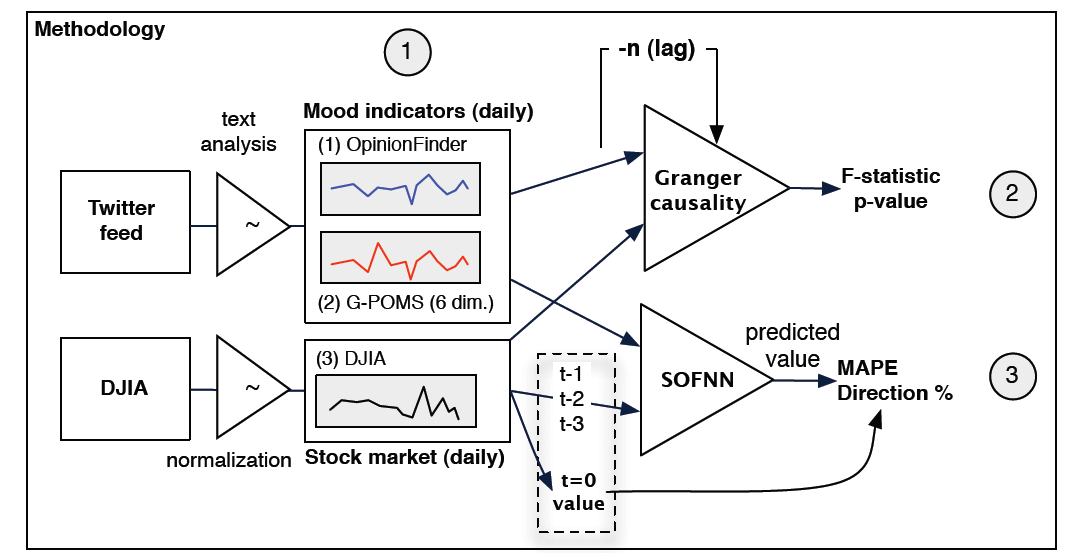 Methodology
1
-n (lag)
text
analysis
Mood indicators (daily)
(1) OpinionFinder
Twitter
feed
~
Granger
causality
F-statistic
p-value
2
(2) G-POMS (6 dim.)
DJIA
~
normalization
(3) DJIA
Stock market (daily)
t-1
t-2
t-3
t=0
value
SOFNN
predicted
value
MAPE
Direction %
3